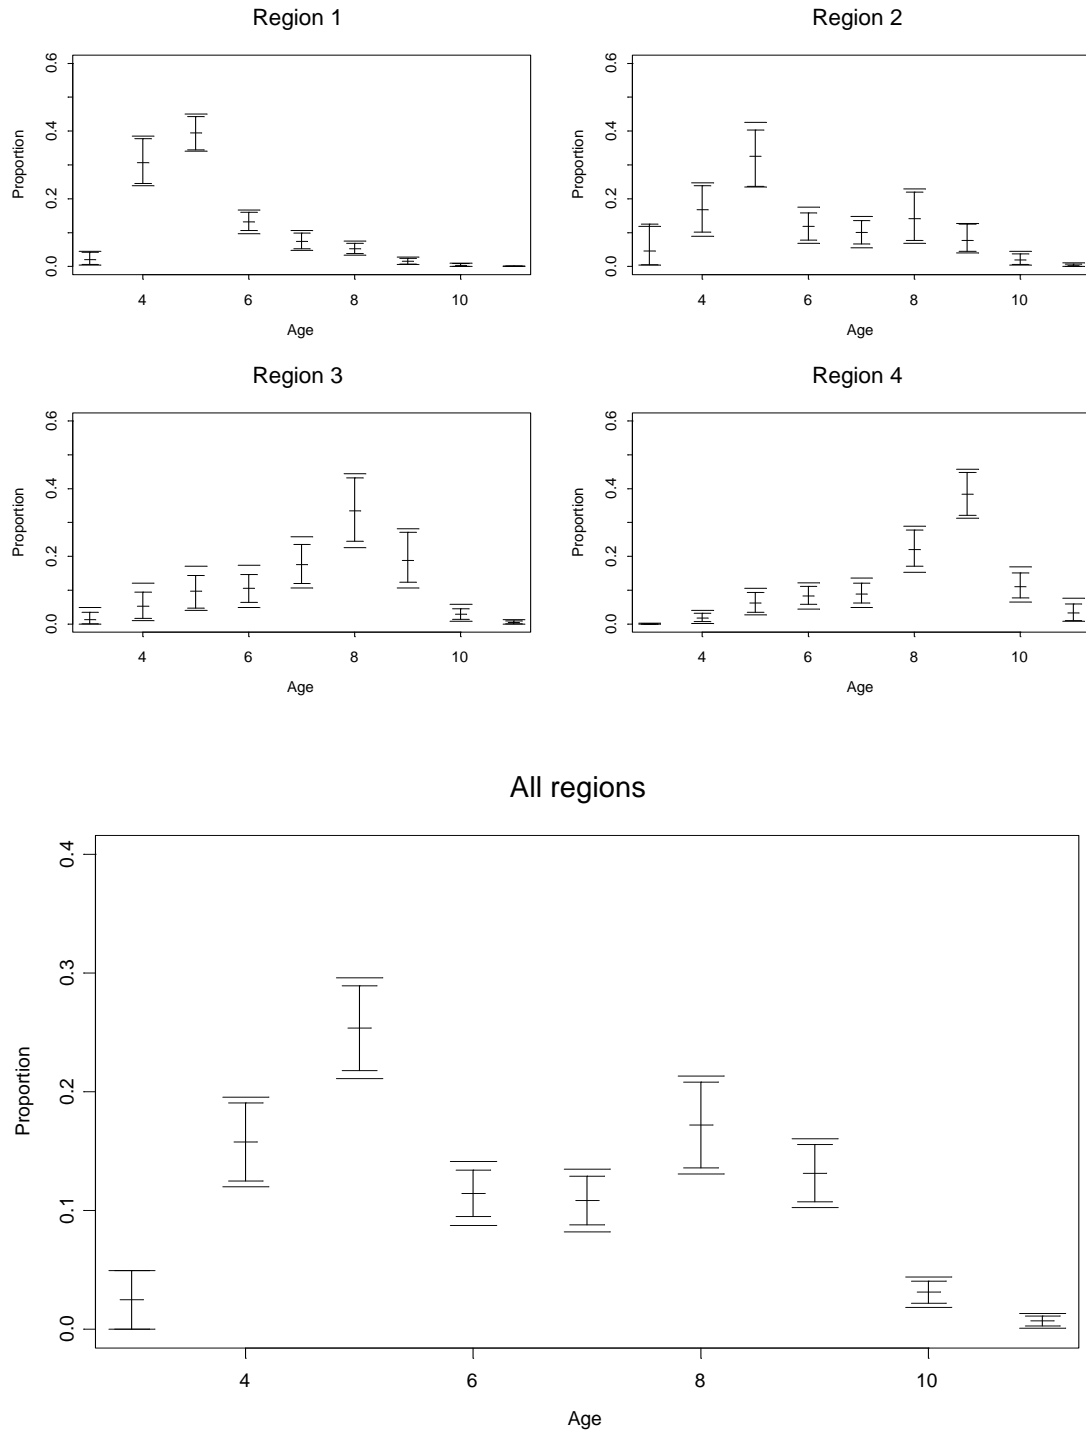 Region 1
Proportion
0.0 0.2 0.4 0.6
4 6 8 10
Age
Region 2
Proportion
0.0 0.2 0.4 0.6
4 6 8 10
Age
Region 3
Proportion
0.0 0.2 0.4 0.6
4 6 8 10
Age
Region 4
Proportion
0.0 0.2 0.4 0.6
4 6 8 10
Age
All regions
Proportion
0.0 0.1 0.2 0.3 0.4
4 6 8 10
Age